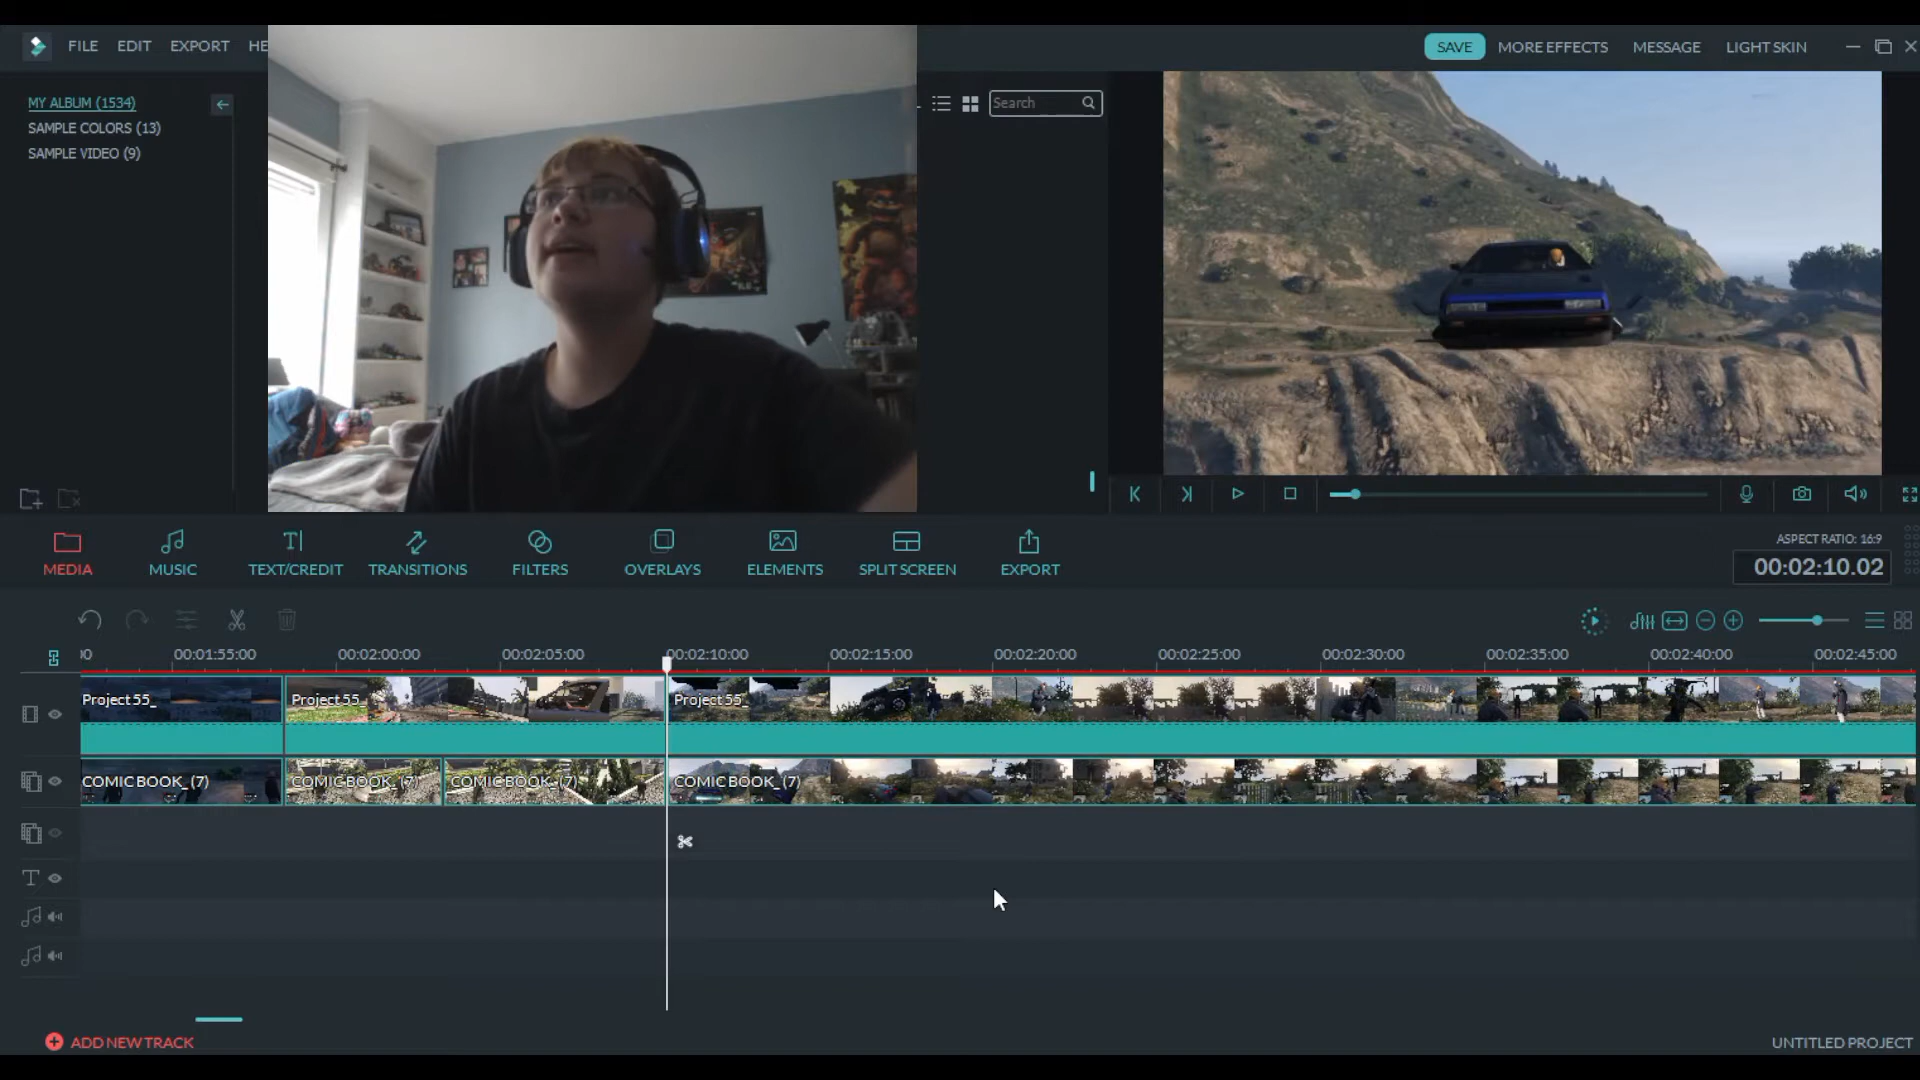 FILE EDIT EXPORT HE
SAVE MORE EFFECTS MESSAGE LIGHT SKIN
MY ALBUM (1534)
SAMPLE COLORS (13)
SAMPLE VIDEO (9)
Search
MEDIA MUSIC TEXT/CREDIT TRANSITIONS FILTERS OVERLAYS ELEMENTS SPLIT SCREEN EXPORT
ASPECT RATIO: 16:9
00:02:10.02
00 00:01:55:00 00:02:00:00 00:02:05:00 00:02:10:00 00:02:15:00 00:02:20:00 00:02:25:00 00:02:30:00 00:02:35:00 00:02:40:00 00:02:45:00
Project 55_ Project 55_ Project 55_
COMIC BOOK_ (7) COMIC BOOK_ (7) COMIC BOOK_ (7) COMIC BOOK_ (7)
ADD NEW TRACK
UNTITLED PROJECT